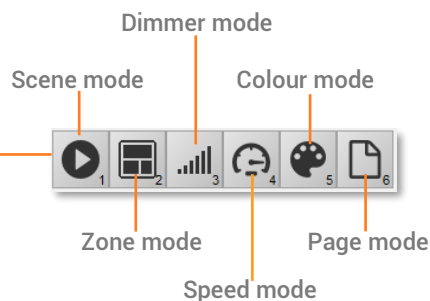 Dimmer mode
Scene mode
Colour mode
1
2
3
4
5
6
Zone mode
Page mode
Speed mode